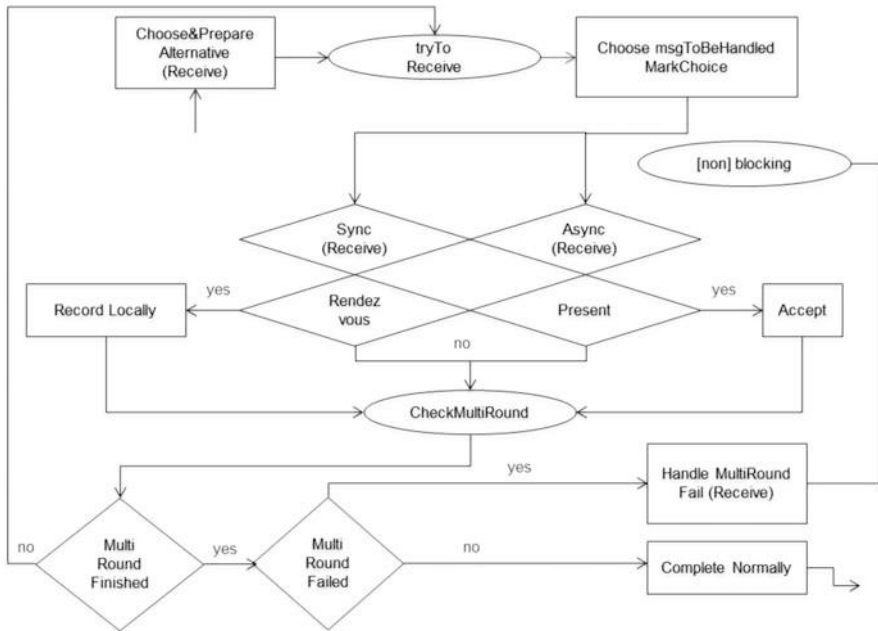 Choose&Prepare
Alternative
(Receive)
tryTo
Receive
Choose msgToBeHandled
MarkChoice
[non] blocking
Sync
(Receive)
Async
(Receive)
yes
Record Locally
Rendez
vous
Present
yes
Accept
no
CheckMultiRound
yes
Handle MultiRound
Fail (Receive)
no
Multi
Round
Finished
yes
Multi
Round
Failed
no
Complete Normally